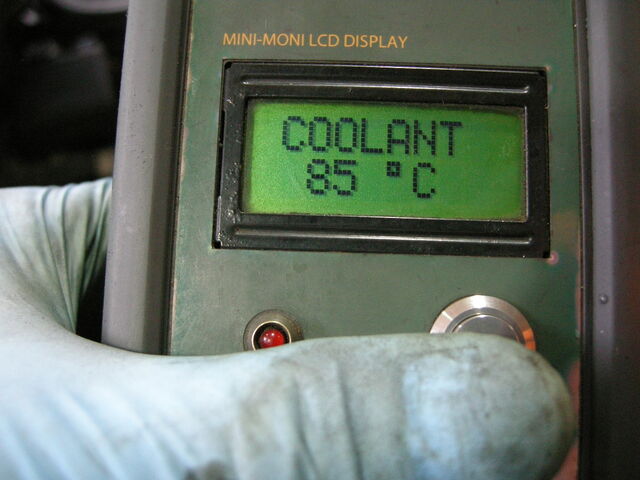 MINI-MONI LCD DISPLAY
COOLANT
85 °C